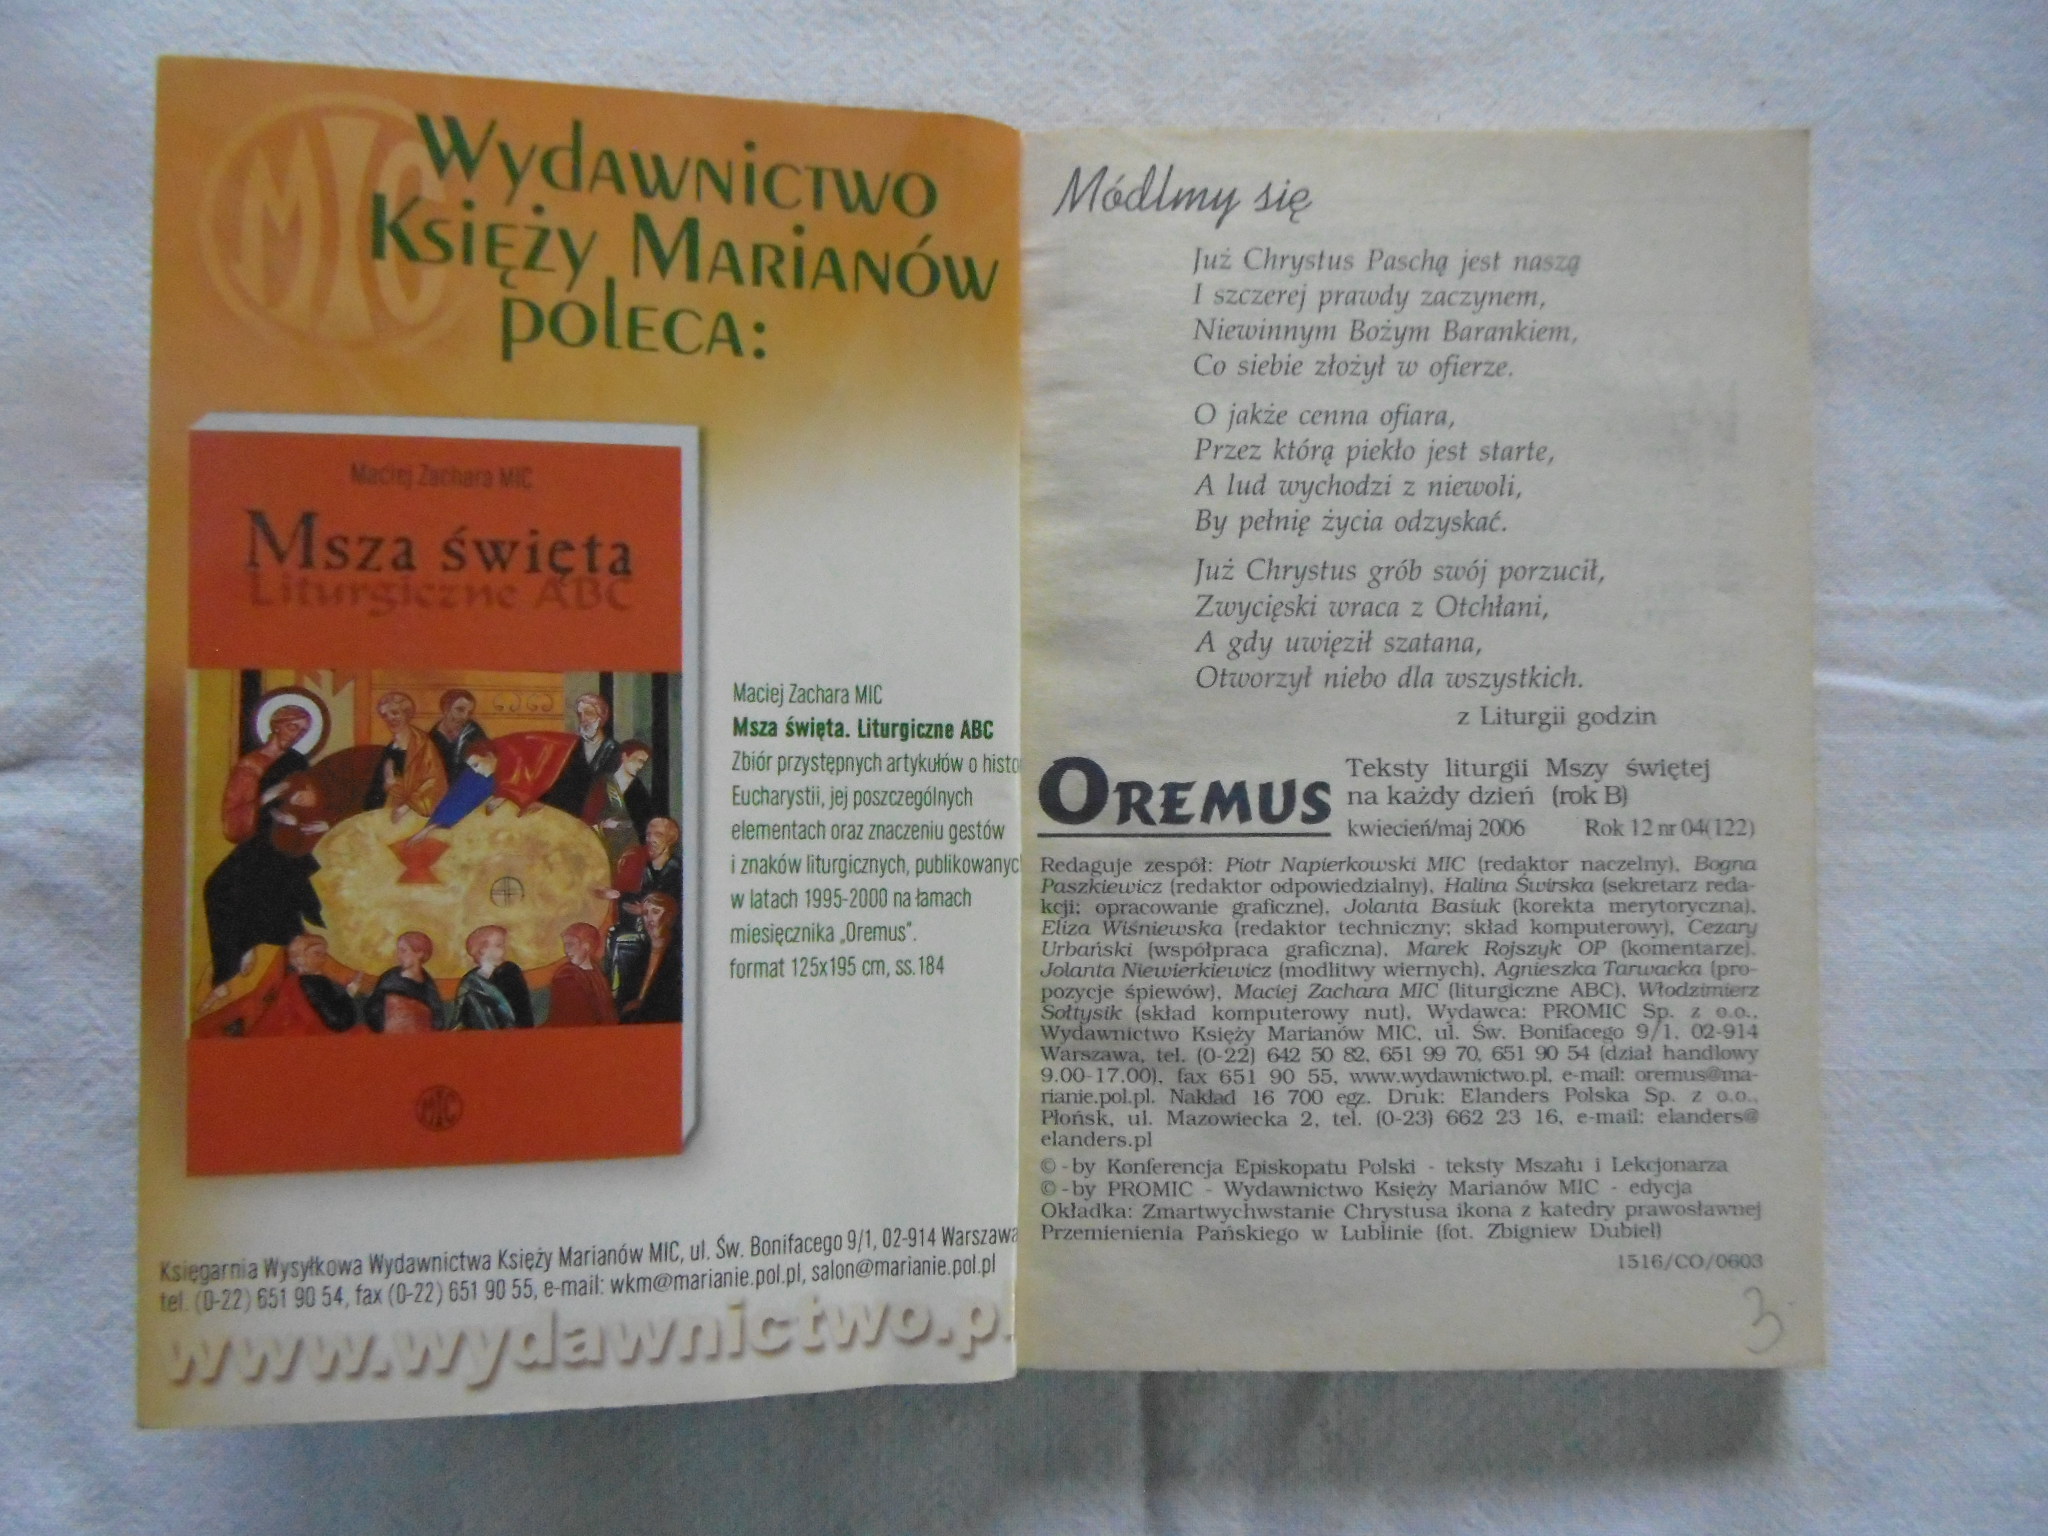 MIC
Wydawnictwo
Księży Marianów
poleca:
Maciej Zachara MIC
Msza święta
Liturgiczne ABC
MIC
Maciej Zachara MIC
Msza święta. Liturgiczne ABC
Zbiór przystępnych artykułów o histo
Eucharystii, jej poszczególnych
elementach oraz znaczeniu gestów
i znaków liturgicznych, publikowanyc
w latach 1995-2000 na łamach
miesięcznika „Oremus".
format 125x195 cm, ss. 184
Księgarnia Wysyłkowa Wydawnictwa Księży Marianów MIC, ul. Św. Bonifacego 9/1, 02-914 Warszawa
tel. (0-22) 651 90 54, fax (0-22) 651 90 55, e-mail: wkm@marianie.pol.pl, salon@marianie.pol.pl
www.wydawnictwo.p
Módlmy się
Już Chrystus Paschą jest naszą
I szczerej prawdy zaczynem,
Niewinnym Bożym Barankiem,
Co siebie złożył w ofierze.
O jakże cenna ofiara,
Przez którą piekło jest starte,
A lud wychodzi z niewoli,
By pełnię życia odzyskać.
Już Chrystus grób swój porzucił,
Zwycięski wraca z Otchłani,
A gdy uwięził szatana,
Otworzył niebo dla wszystkich.
z Liturgii godzin
OREMUS
Teksty liturgii Mszy świętej
na każdy dzień (rok B)
kwiecień/maj 2006 Rok 12 nr 04(122)
Redaguje zespół: Piotr Napierkowski MIC (redaktor naczelny), Bogna
Paszkiewicz (redaktor odpowiedzialny), Halina Świrska (sekretarz reda-
kcji; opracowanie graficzne), Jolanta Basiuk (korekta merytoryczna),
Eliza Wiśniewska (redaktor techniczny; skład komputerowy), Cezary
Urbański (współpraca graficzna), Marek Rojszyk OP (komentarze),
Jolanta Niewierkiewicz (modlitwy wiernych), Agnieszka Tarwacka (pro-
pozycje śpiewów), Maciej Zachara MIC (liturgiczne ABC), Włodzimierz
Sołtysik (skład komputerowy nut), Wydawca: PROMIC Sp. z o.o.,
Wydawnictwo Księży Marianów MIC, ul. Św. Bonifacego 9/1, 02-914
Warszawa, tel. (0-22) 642 50 82, 651 99 70, 651 90 54 (dział handlowy
9.00-17.00), fax 651 90 55, www.wydawnictwo.pl, e-mail: oremus@ma-
rianie.pol.pl. Nakład 16 700 egz. Druk: Elanders Polska Sp. z o.o.,
Płońsk, ul. Mazowiecka 2, tel. (0-23) 662 23 16, e-mail: elanders@
elanders.pl
© - by Konferencja Episkopatu Polski - teksty Mszału i Lekcjonarza
© - by PROMIC - Wydawnictwo Księży Marianów MIC - edycja
Okładka: Zmartwychwstanie Chrystusa ikona z katedry prawosławnej
Przemienienia Pańskiego w Lublinie (fot. Zbigniew Dubiel)
1516/CO/0603
3